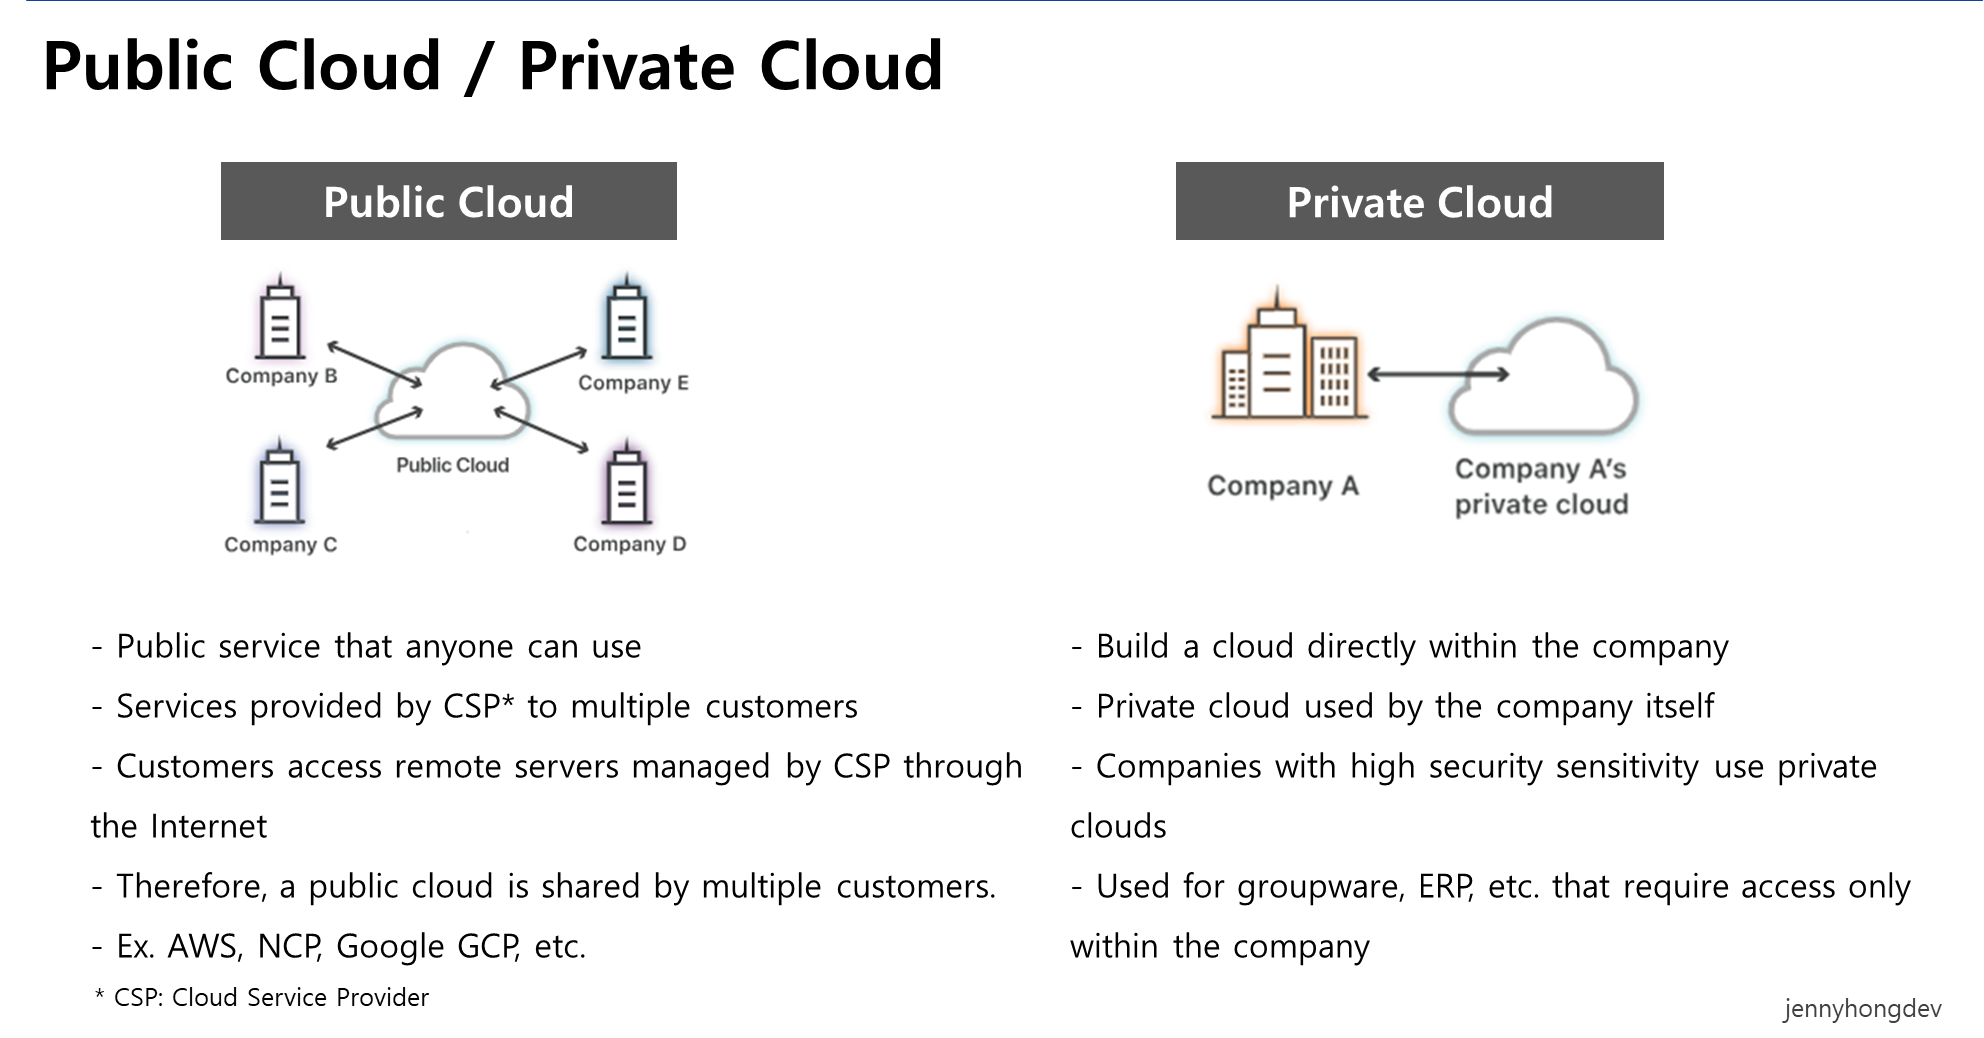 Public Cloud / Private Cloud
Public Cloud
Company B
Company E
Public Cloud
Company C
Company D
- Public service that anyone can use
- Services provided by CSP* to multiple customers
- Customers access remote servers managed by CSP through
the Internet
- Therefore, a public cloud is shared by multiple customers.
- Ex. AWS, NCP, Google GCP, etc.
* CSP: Cloud Service Provider
Private Cloud
Company A
Company A's
private cloud
- Build a cloud directly within the company
- Private cloud used by the company itself
- Companies with high security sensitivity use private
clouds
- Used for groupware, ERP, etc. that require access only
within the company
jennyhongdev